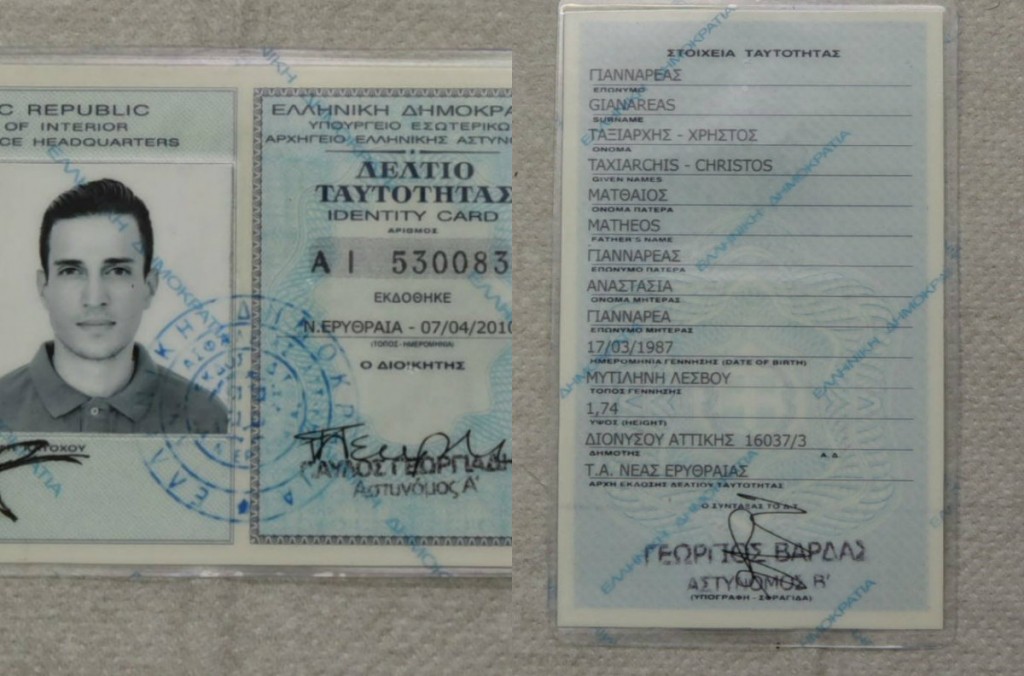 C REPUBLIC
OF INTERIOR
CE HEADQUARTERS
ΕΛΛΗΝΙΚΗ ΔΗΜΟΚΡΑ
ΥΠΟΥΡΓΕΙΟ ΕΣΩΤΕΡΙΚΩ
ΑΡΧΗΓΕΙΟ ΕΛΛΗΝΙΚΗΣ ΑΣΤΥΝ
ΔΕΛΤΙΟ
ΤΑΥΤΟΤΗΤΑΣ
IDENTITY CARD
ΑΡΙΘΜΟΣ
ΑΙ 530083
ΕΚΔΟΘΗΚΕ
Ν.ΕΡΥΘΡΑΙΑ - 07/04/2010
(ΤΟΠΟΣ-ΗΜΕΡΟΜΗΝΙΑ)
Ο ΔΙΟΙΚΗΤΗΣ
Αστυνόμος Α'
ΣΤΟΙΧΕΙΑ ΤΑΥΤΟΤΗΤΑΣ
ΓΙΑΝΝΑΡΕΑΣ
ΕΠΩΝΥΜΟ
GIANAREAS
SURNAME
ΤΑΞΙΑΡΧΗΣ - ΧΡΗΣΤΟΣ
ΟΝΟΜΑ
TAXIARCHIS - CHRISTOS
GIVEN NAMES
ΜΑΤΘΑΙΟΣ
ΟΝΟΜΑ ΠΑΤΕΡΑ
MATHEOS
FATHER'S NAME
ΓΙΑΝΝΑΡΕΑΣ
ΕΠΩΝΥΜΟ ΠΑΤΕΡΑ
ΑΝΑΣΤΑΣΙΑ
ΟΝΟΜΑ ΜΗΤΕΡΑΣ
ΓΙΑΝΝΑΡΕΑ
ΕΠΩΝΥΜΟ ΜΗΤΕΡΑΣ
17/03/1987
ΗΜΕΡΟΜΗΝΙΑ ΓΕΝΝΗΣΗΣ (DATE OF BIRTH)
ΜΥΤΙΛΗΝΗ ΛΕΣΒΟΥ
ΤΟΠΟΣ ΓΕΝΝΗΣΗΣ
1,74
ΥΨΟΣ (HEIGHT)
ΔΙΟΝΥΣΟΥ ΑΤΤΙΚΗΣ 16037/3
ΔΗΜΟΤΗΣ Α.Δ.
Τ.Α. ΝΕΑΣ ΕΡΥΘΡΑΙΑΣ
ΑΡΧΗ ΕΚΔΟΣΗΣ ΔΕΛΤΙΟΥ ΤΑΥΤΟΤΗΤΑΣ
Ο ΣΥΝΤΑΞΑΣ ΤΟ Δ.Τ.
ΓΕΩΡΓΙΟΣ ΒΑΡΔΑΣ
ΑΣΤΥΝΟΜΟΣ Β'
(ΥΠΟΓΡΑΦΗ - ΣΦΡΑΓΙΔΑ)